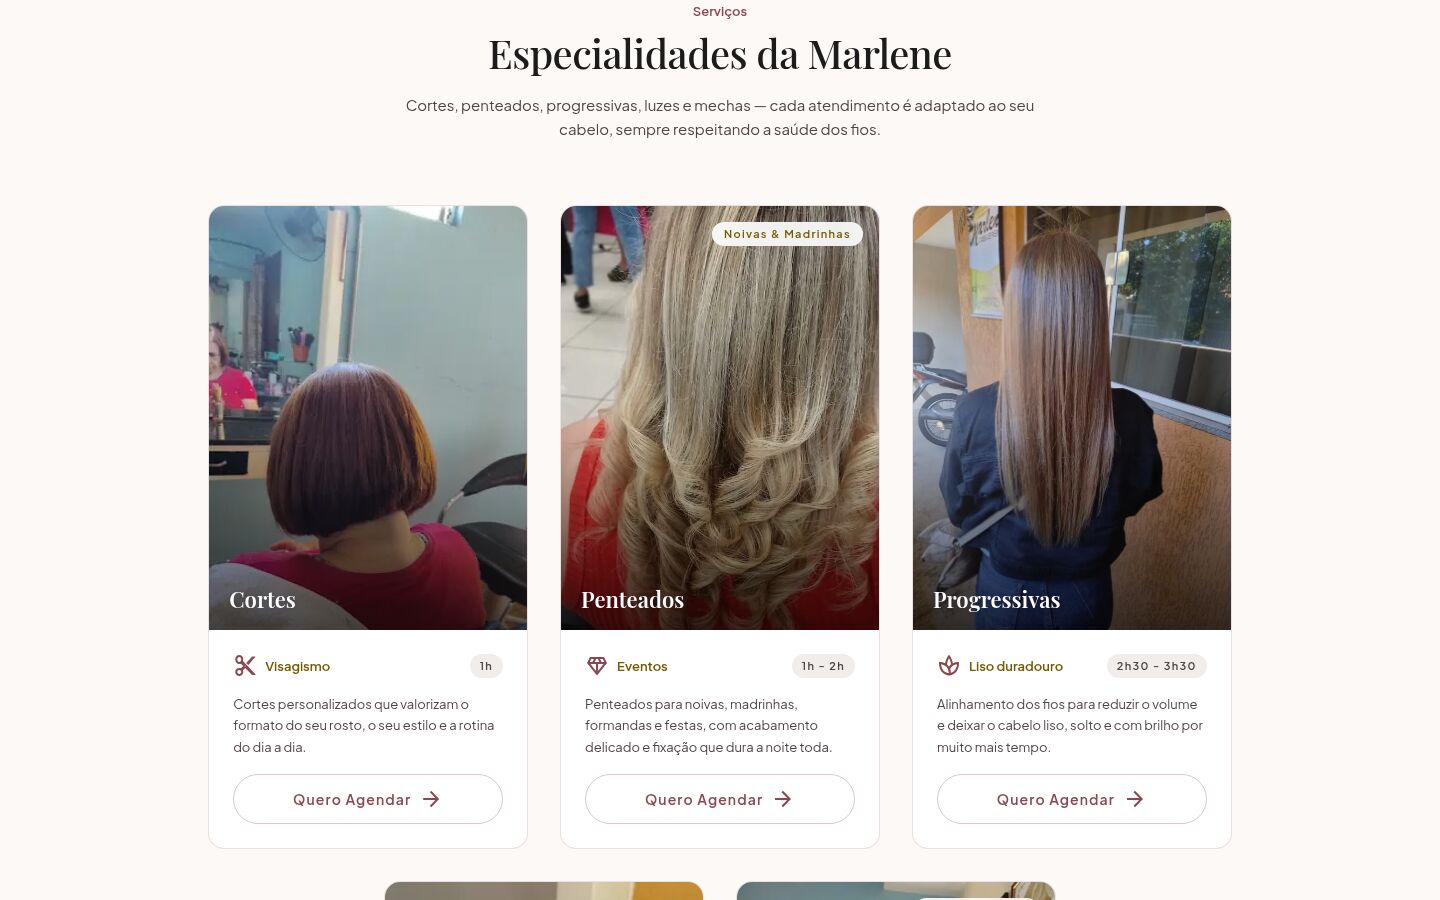 Serviços
Especialidades da Marlene
Cortes, penteados, progressivas, luzes e mechas — cada atendimento é adaptado ao seu
cabelo, sempre respeitando a saúde dos fios.
Cortes
Visagismo
1h
Cortes personalizados que valorizam o
formato do seu rosto, o seu estilo e a rotina
do dia a dia.
Quero Agendar
Noivas & Madrinhas
Penteados
Eventos
1h – 2h
Penteados para noivas, madrinhas,
formandas e festas, com acabamento
delicado e fixação que dura a noite toda.
Quero Agendar
Progressivas
Liso duradouro
2h30 – 3h30
Alinhamento dos fios para reduzir o volume
e deixar o cabelo liso, solto e com brilho por
muito mais tempo.
Quero Agendar